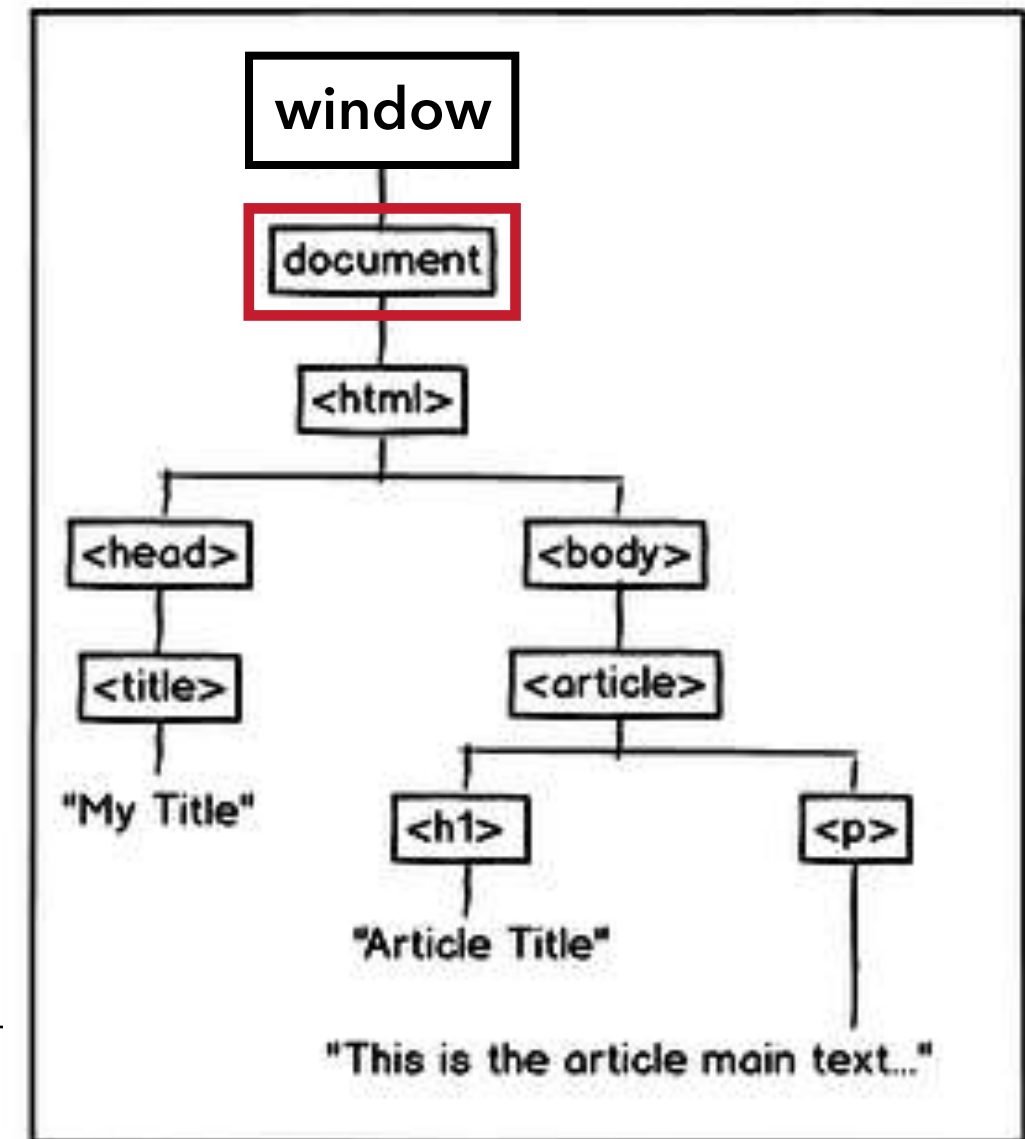 window
document
<html>
<head> <body>
<title> <article>
"My Title" <h1> <p>
"Article Title"
"This is the article main text..."